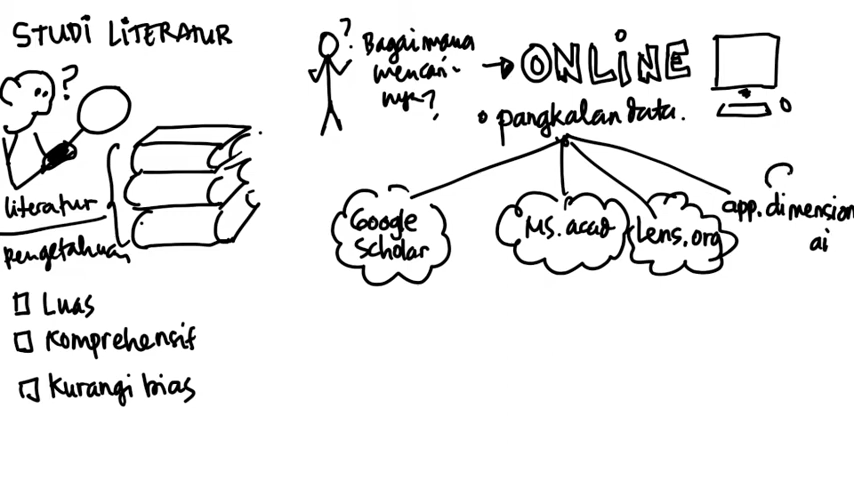 STUDI LITERATUR
?
literatur
pengetahuan
Luas
Komprehensif
Kurangi bias
?
Bagaimana
mencari-
nya?
ONLINE
pangkalan data.
Google
Scholar
Ms. acad
Lens.org
app.dimension
ai